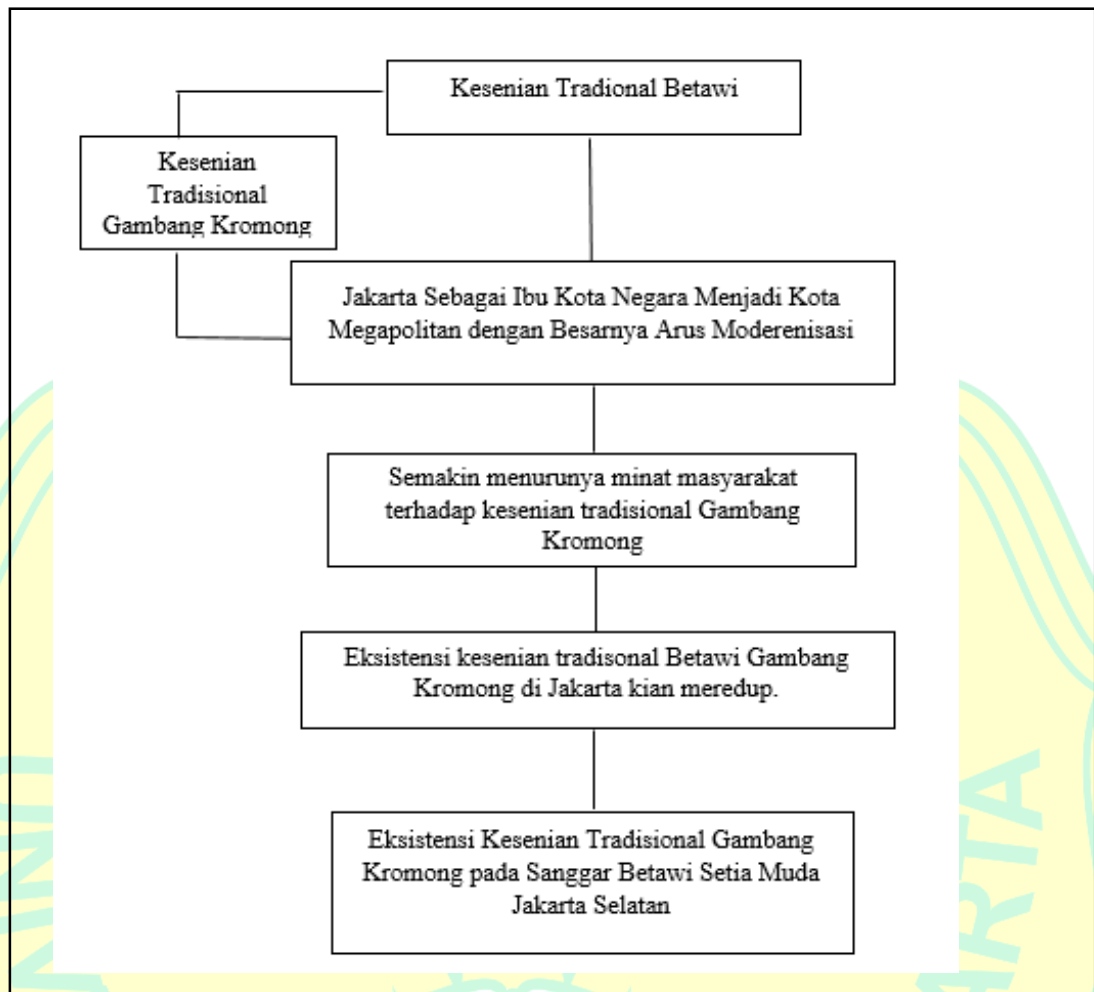 Kesenian Tradional Betawi
Kesenian
Tradisional
Gambang Kromong
Jakarta Sebagai Ibu Kota Negara Menjadi Kota
Megapolitan dengan Besarnya Arus Moderenisasi
Semakin menurunya minat masyarakat
terhadap kesenian tradisional Gambang
Kromong
Eksistensi kesenian tradisonal Betawi Gambang
Kromong di Jakarta kian meredup.
Eksistensi Kesenian Tradisional Gambang
Kromong pada Sanggar Betawi Setia Muda
Jakarta Selatan